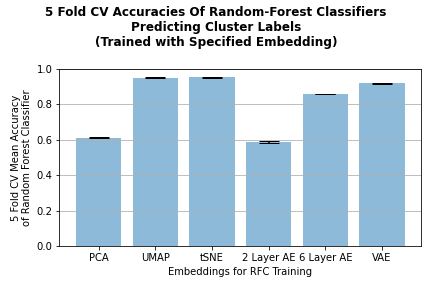 5 Fold CV Accuracies Of Random-Forest Classifiers
Predicting Cluster Labels
(Trained with Specified Embedding)
5 Fold CV Mean Accuracy
of Random Forest Classifier
1.0
0.8
0.6
0.4
0.2
0.0
PCA UMAP tSNE 2 Layer AE 6 Layer AE VAE
Embeddings for RFC Training